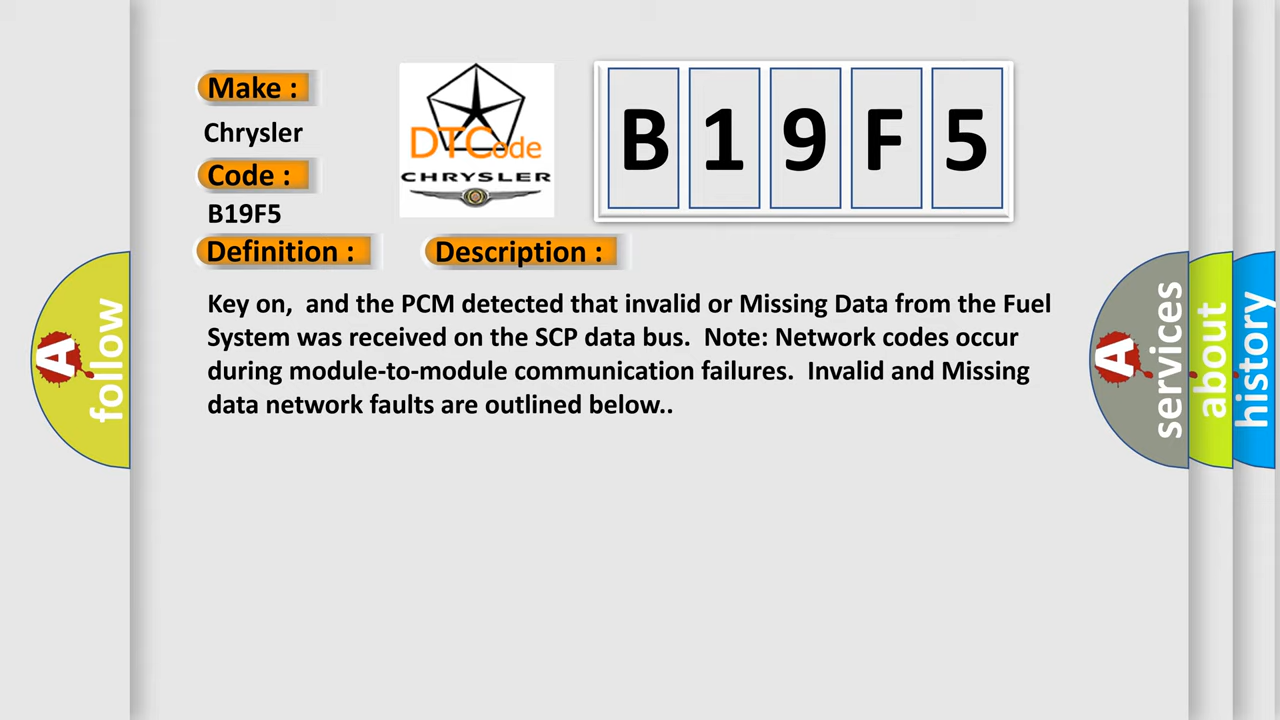 Make :
Chrysler
Code :
B19F5
Definition :
Description :
DTCode
CHRYSLER
B 1 9 F 5
Key on,  and the PCM detected that invalid or Missing Data from the Fuel
System was received on the SCP data bus  Note: Network codes occur
during module-to-module communication failures  Invalid and Missing
data network faults are outlined below..
A follow
A services
about
history